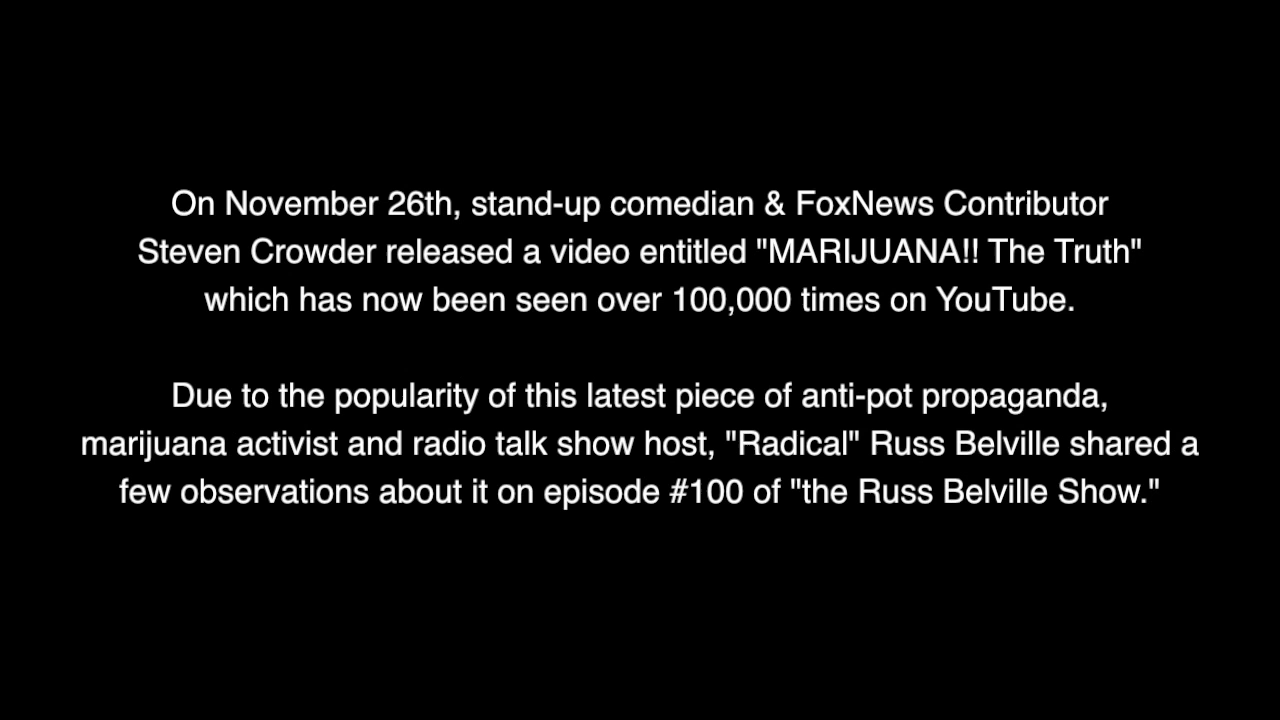 On November 26th, stand-up comedian & FoxNews Contributor
Steven Crowder released a video entitled "MARIJUANA!! The Truth"
which has now been seen over 100,000 times on YouTube.
Due to the popularity of this latest piece of anti-pot propaganda,
marijuana activist and radio talk show host, "Radical" Russ Belville shared a
few observations about it on episode #100 of "the Russ Belville Show."